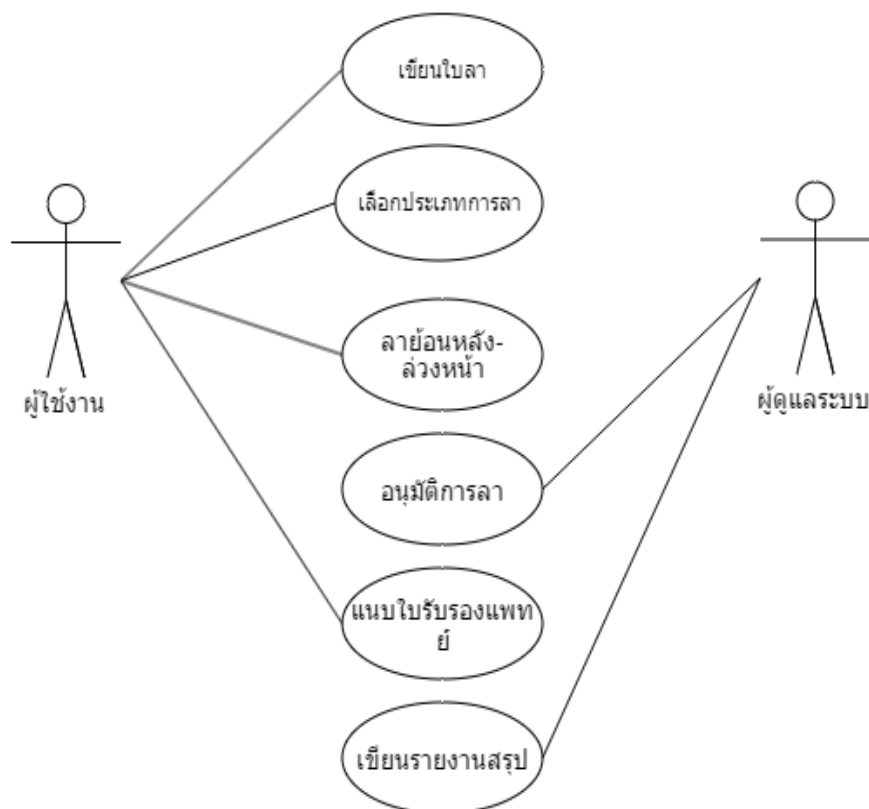 เขียนใบลา
เลือกประเภทการลา
ลาย้อนหลัง-
ล่วงหน้า
ผู้ใช้งาน
ผู้ดูแลระบบ
อนุมัติการลา
แนบใบรับรองแพท
ย์
เขียนรายงานสรุป